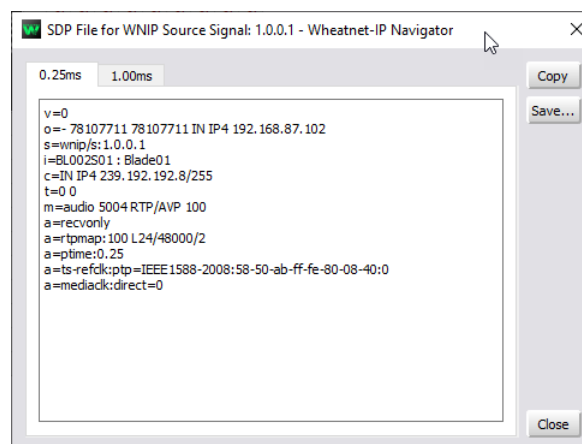 SDP File for WNIP Source Signal: 1.0.0.1 - Wheatnet-IP Navigator
0.25ms
1.00ms
Copy
Save...
v=0
o=- 78107711 78107711 IN IP4 192.168.87.102
s=wnip/s:1.0.0.1
i=BL002S01 : Blade01
c=IN IP4 239.192.192.8/255
t=0 0
m=audio 5004 RTP/AVP 100
a=recvonly
a=rtpmap:100 L24/48000/2
a=ptime:0.25
a=ts-refclk:ptp=IEEE1588-2008:58-50-ab-ff-fe-80-08-40:0
a=mediaclk:direct=0
Close